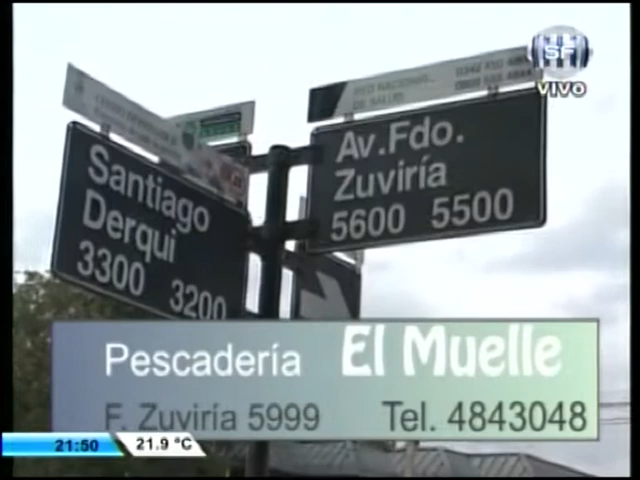 SF
VIVO
Av.Fdo.
Zuviría
5600 5500
Santiago
Derqui
3300 3200
Pescadería El Muelle
F. Zuviría 5999 Tel. 4843048
21:50 21.9 °C